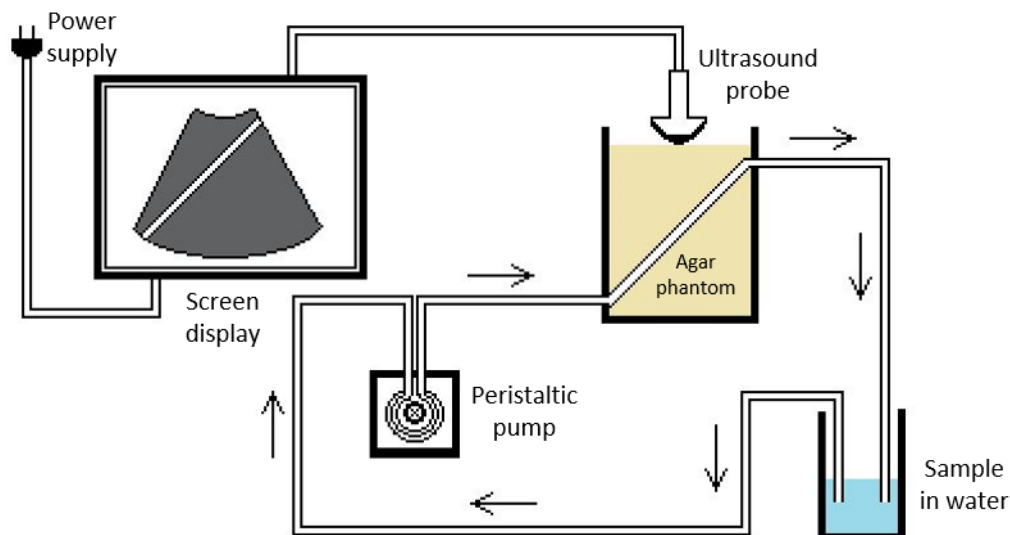 Power
supply
Ultrasound
probe
Agar
phantom
Screen
display
Peristaltic
pump
Sample
in water